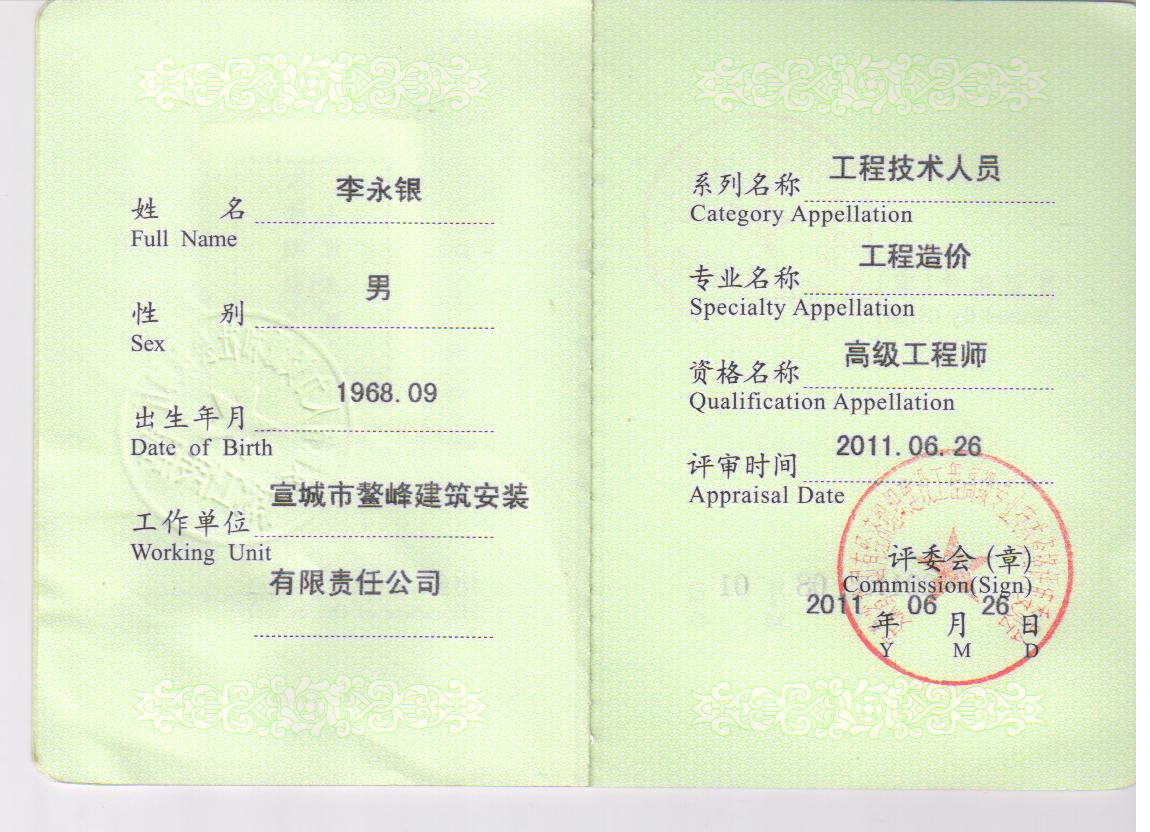 姓 名 李永银
Full Name
性 别 男
Sex
出生年月 1968.09
Date of Birth
工作单位 宣城市鳌峰建筑安装
Working Unit
有限责任公司
系列名称 工程技术人员
Category Appellation
专业名称 工程造价
Specialty Appellation
资格名称 高级工程师
Qualification Appellation
评审时间 2011.06.26
Appraisal Date
评委会 (章)
Commission(Sign)
2011 年 06 月 26 日
Y M D